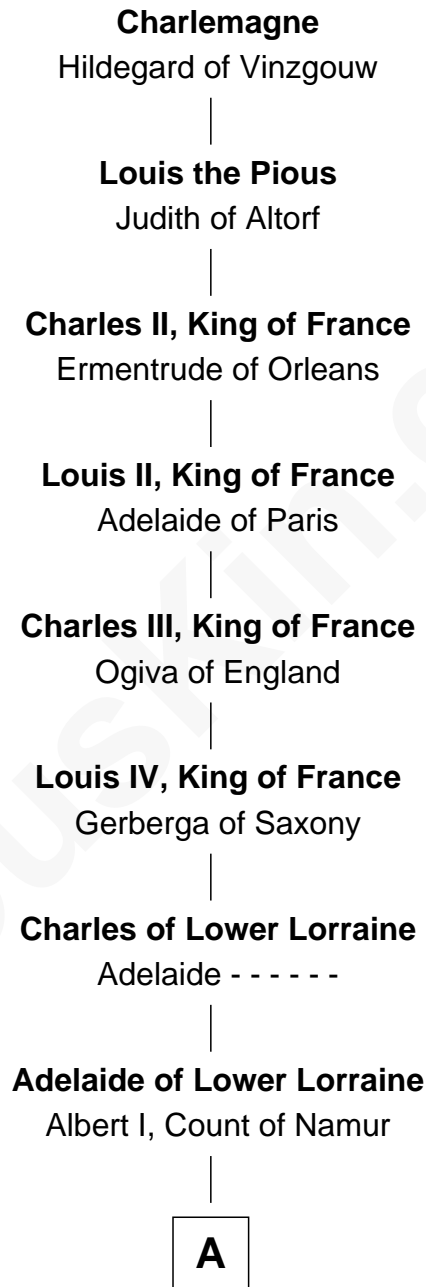 Charlemagne
Hildegard of Vinzgouw
Louis the Pious
Judith of Altorf
Charles II, King of France
Ermentrude of Orleans
Louis II, King of France
Adelaide of Paris
Charles III, King of France
Ogiva of England
Louis IV, King of France
Gerberga of Saxony
Charles of Lower Lorraine
Adelaide - - - - - -
Adelaide of Lower Lorraine
Albert I, Count of Namur
A